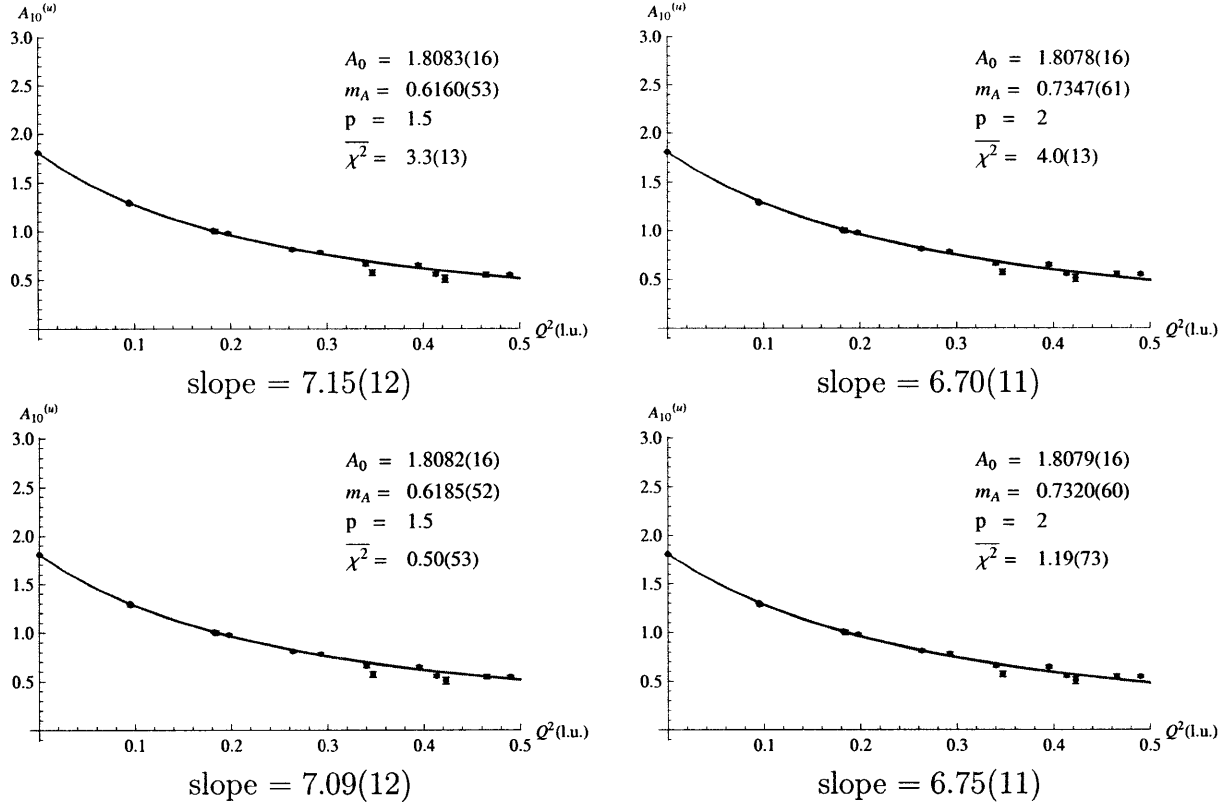 A₁₀⁽ᵘ⁾
3.0
2.5
2.0
1.5
1.0
0.5
A₀ = 1.8083(16)
m_A = 0.6160(53)
p = 1.5
χ̅²̅ = 3.3(13)
0.1 0.2 0.3 0.4 0.5
Q²(l.u.)
slope = 7.15(12)
A₁₀⁽ᵘ⁾
3.0
2.5
2.0
1.5
1.0
0.5
A₀ = 1.8078(16)
m_A = 0.7347(61)
p = 2
χ̅²̅ = 4.0(13)
0.1 0.2 0.3 0.4 0.5
Q²(l.u.)
slope = 6.70(11)
A₁₀⁽ᵘ⁾
3.0
2.5
2.0
1.5
1.0
0.5
A₀ = 1.8082(16)
m_A = 0.6185(52)
p = 1.5
χ̅²̅ = 0.50(53)
0.1 0.2 0.3 0.4 0.5
Q²(l.u.)
slope = 7.09(12)
A₁₀⁽ᵘ⁾
3.0
2.5
2.0
1.5
1.0
0.5
A₀ = 1.8079(16)
m_A = 0.7320(60)
p = 2
χ̅²̅ = 1.19(73)
0.1 0.2 0.3 0.4 0.5
Q²(l.u.)
slope = 6.75(11)